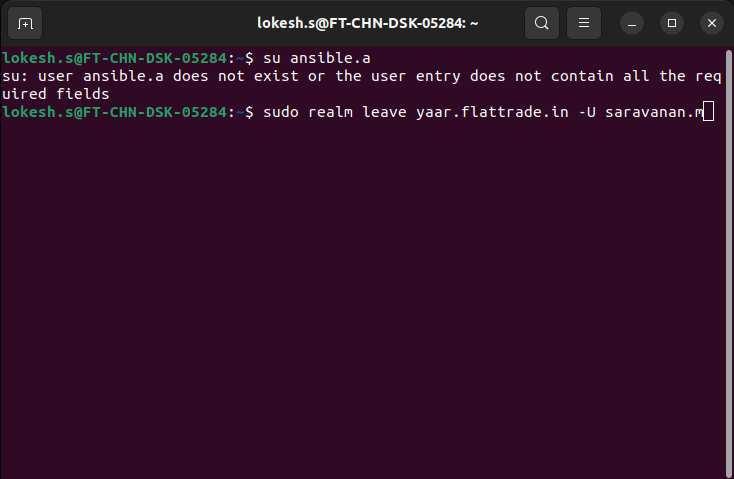 lokesh.s@FT-CHN-DSK-05284: ~
lokesh.s@FT-CHN-DSK-05284:~$ su ansible.a
su: user ansible.a does not exist or the user entry does not contain all the req
uired fields
lokesh.s@FT-CHN-DSK-05284:~$ sudo realm leave yaar.flattrade.in -U saravanan.m